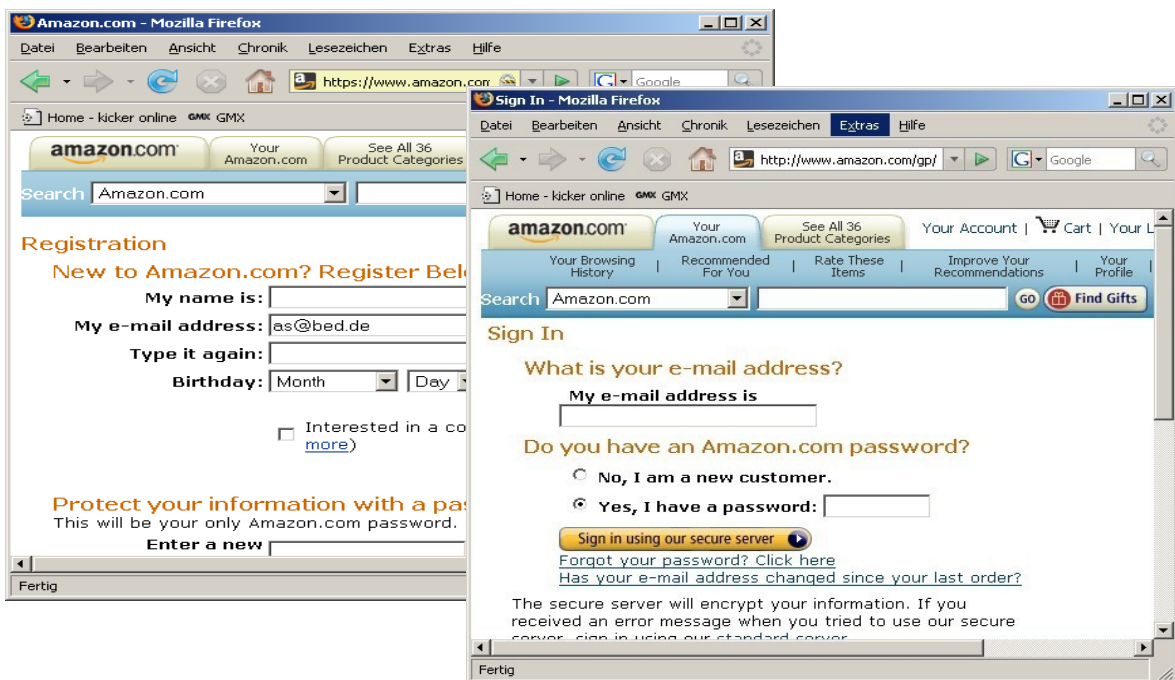 Amazon.com - Mozilla Firefox
Datei Bearbeiten Ansicht Chronik Lesezeichen Extras Hilfe
https://www.amazon.com Google
Home - kicker online GMX GMX
amazon.com Your Amazon.com See All 36 Product Categories
Search Amazon.com
Registration
New to Amazon.com? Register Bel
My name is:
My e-mail address: as@bed.de
Type it again:
Birthday: Month Day
Interested in a co
more)
Protect your information with a pa
This will be your only Amazon.com password.
Enter a new
Fertig
Sign In - Mozilla Firefox
Datei Bearbeiten Ansicht Chronik Lesezeichen Extras Hilfe
http://www.amazon.com/gp/ G Google
Home - kicker online GMX GMX
amazon.com Your Amazon.com See All 36 Product Categories Your Account | Cart | Your L
Your Browsing History | Recommended For You | Rate These Items | Improve Your Recommendations | Your Profile |
Search Amazon.com GO Find Gifts
Sign In
What is your e-mail address?
My e-mail address is
Do you have an Amazon.com password?
No, I am a new customer.
Yes, I have a password:
Sign in using our secure server
Forgot your password? Click here
Has your e-mail address changed since your last order?
The secure server will encrypt your information. If you
received an error message when you tried to use our secure
server, sign in using our standard server
Fertig